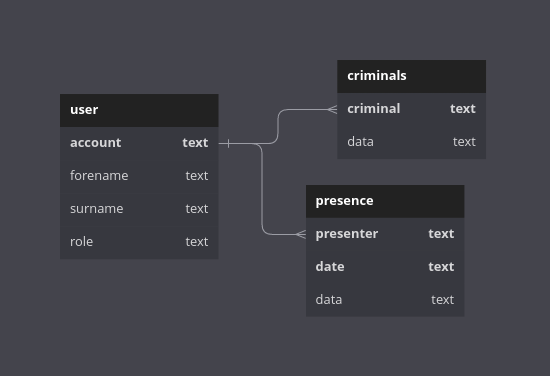 user
account text
forename text
surname text
role text
criminals
criminal text
data text
presence
presenter text
date text
data text